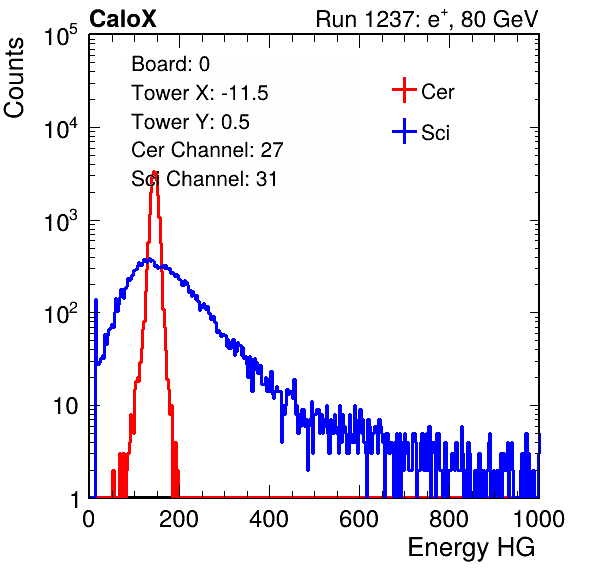 CaloX Run 1237: e⁺, 80 GeV
Board: 0
Tower X: -11.5
Tower Y: 0.5
Cer Channel: 27
Sci Channel: 31
Cer
Sci
Counts
10⁵
10⁴
10³
10²
10
1
0 200 400 600 800 1000
Energy HG